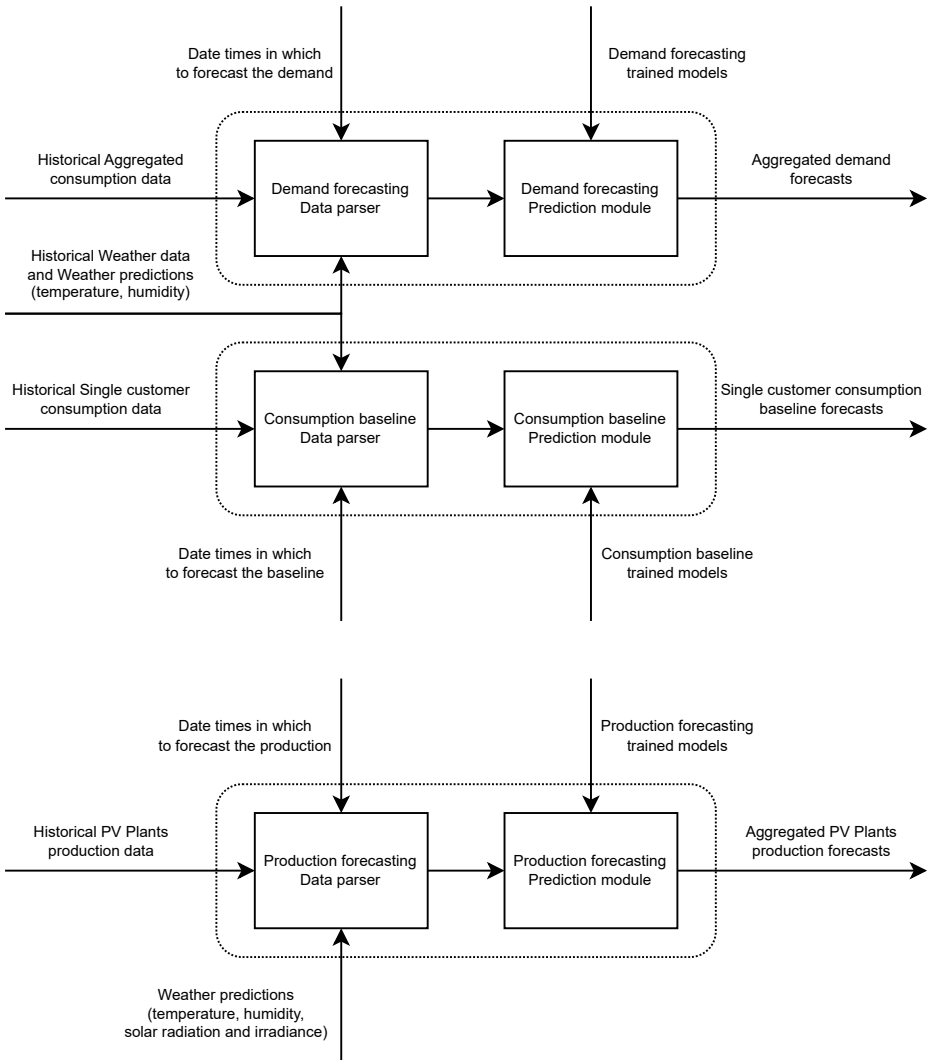 Date times in which
to forecast the demand
Demand forecasting
trained models
Historical Aggregated
consumption data
Demand forecasting
Data parser
Demand forecasting
Prediction module
Aggregated demand
forecasts
Historical Weather data
and Weather predictions
(temperature, humidity)
Historical Single customer
consumption data
Consumption baseline
Data parser
Consumption baseline
Prediction module
Single customer consumption
baseline forecasts
Date times in which
to forecast the baseline
Consumption baseline
trained models
Date times in which
to forecast the production
Production forecasting
trained models
Historical PV Plants
production data
Production forecasting
Data parser
Production forecasting
Prediction module
Aggregated PV Plants
production forecasts
Weather predictions
(temperature, humidity,
solar radiation and irradiance)